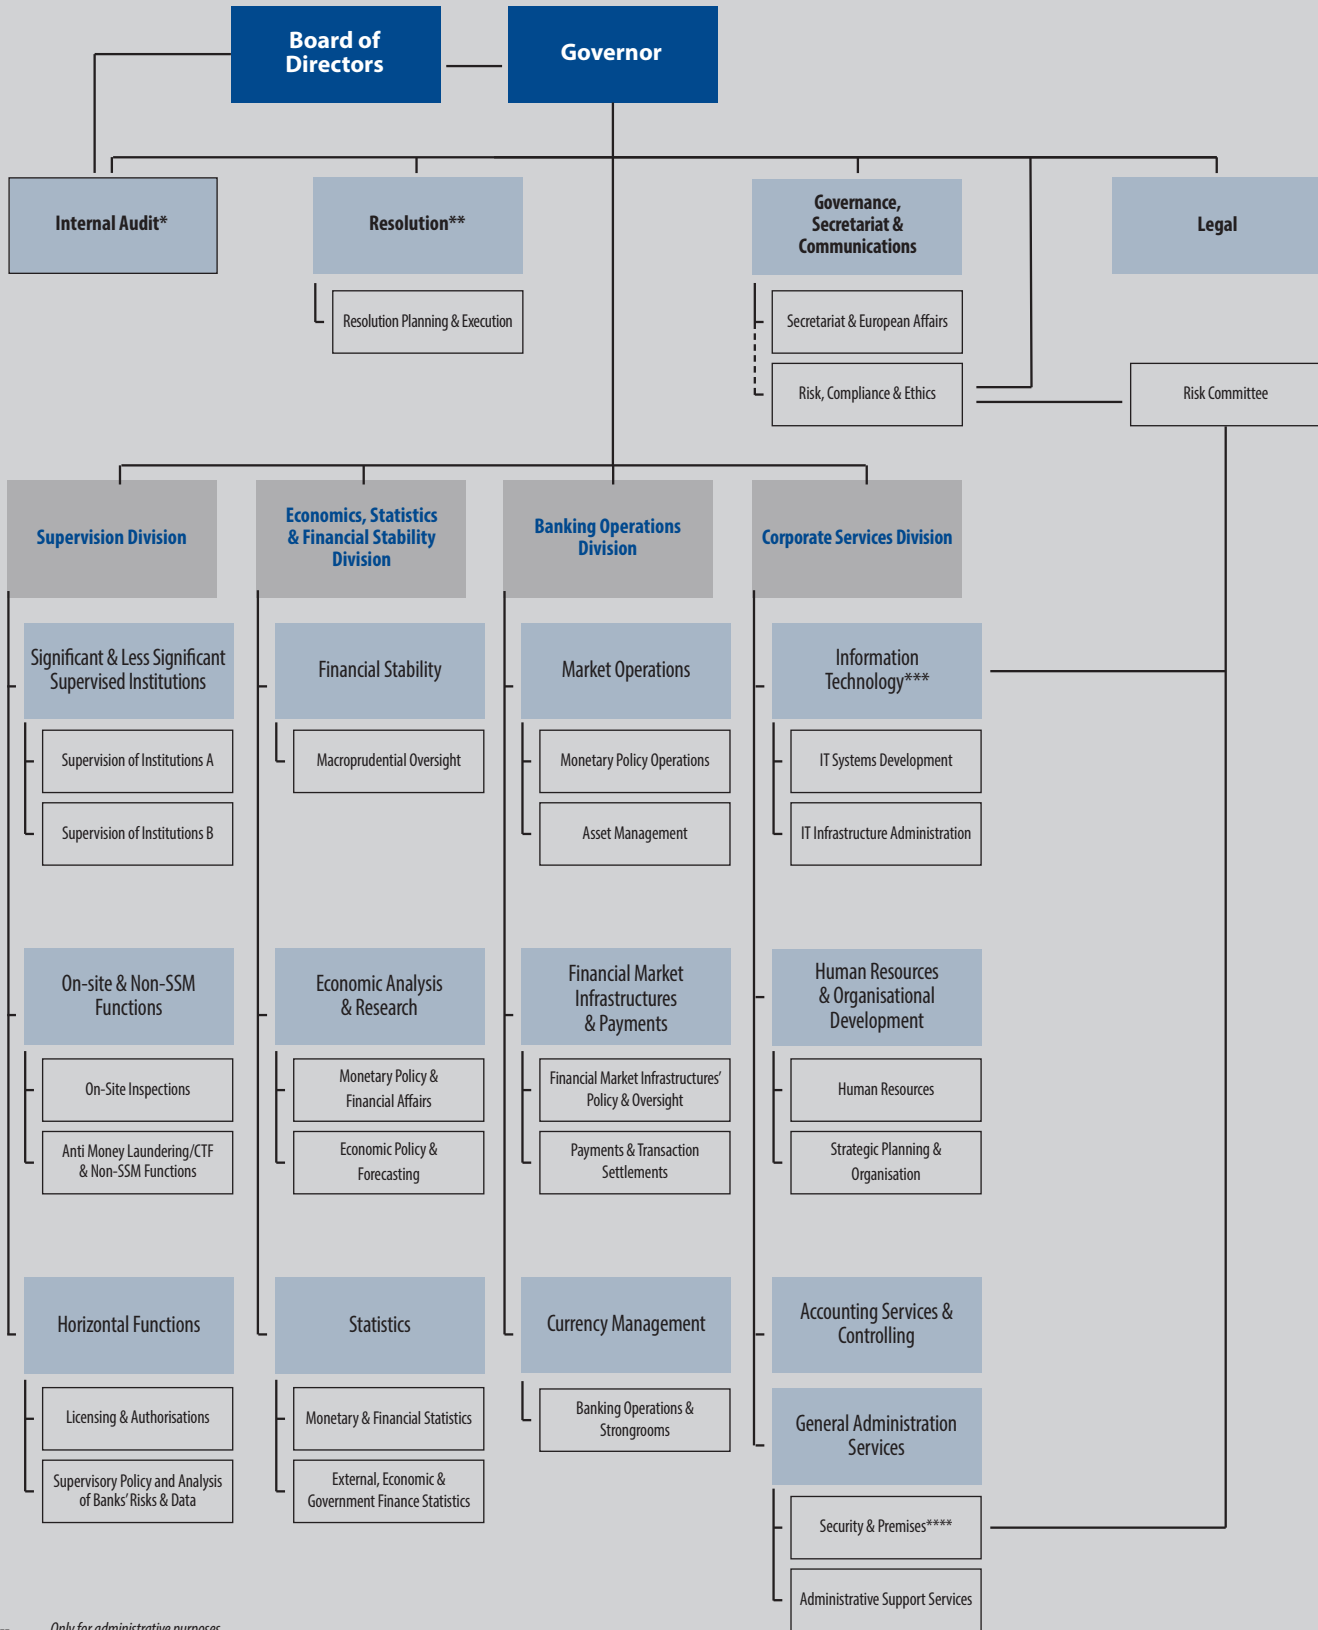 Board of
Directors
Governor
Internal Audit*
Resolution**
Governance,
Secretariat &
Communications
Legal
Resolution Planning & Execution
Secretariat & European Affairs
Risk, Compliance & Ethics
Risk Committee
Supervision Division
Economics, Statistics
& Financial Stability
Division
Banking Operations
Division
Corporate Services Division
Significant & Less Significant
Supervised Institutions
Supervision of Institutions A
Supervision of Institutions B
Financial Stability
Macroprudential Oversight
Market Operations
Monetary Policy Operations
Asset Management
Information
Technology***
IT Systems Development
IT Infrastructure Administration
On-site & Non-SSM
Functions
On-Site Inspections
Anti Money Laundering/CTF
& Non-SSM Functions
Economic Analysis
& Research
Monetary Policy &
Financial Affairs
Economic Policy &
Forecasting
Financial Market
Infrastructures
& Payments
Financial Market Infrastructures'
Policy & Oversight
Payments & Transaction
Settlements
Human Resources
& Organisational
Development
Human Resources
Strategic Planning &
Organisation
Horizontal Functions
Licensing & Authorisations
Supervisory Policy and Analysis
of Banks' Risks & Data
Statistics
Monetary & Financial Statistics
External, Economic &
Government Finance Statistics
Currency Management
Banking Operations &
Strongrooms
Accounting Services &
Controlling
General Administration
Services
Security & Premises****
Administrative Support Services
Only for administrative purposes